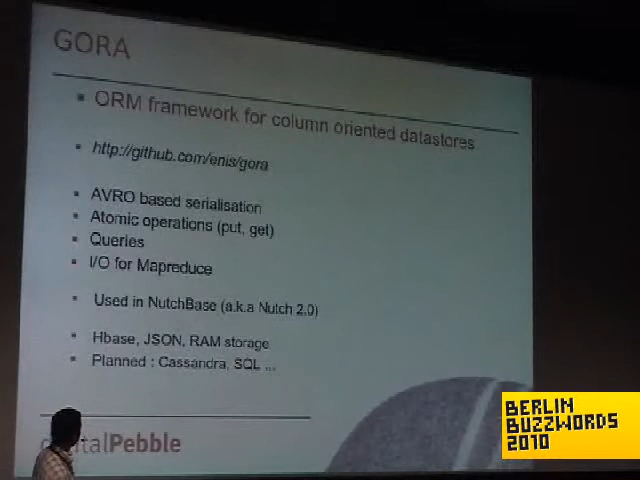 GORA
ORM framework for column oriented datastores
http://github.com/enis/gora
AVRO based serialisation
Atomic operations (put, get)
Queries
I/O for Mapreduce
Used in NutchBase (a.k.a Nutch 2.0)
Hbase, JSON, RAM storage
Planned : Cassandra, SQL ...
d   italPebble
BERLIN
BUZZWORDS
2010